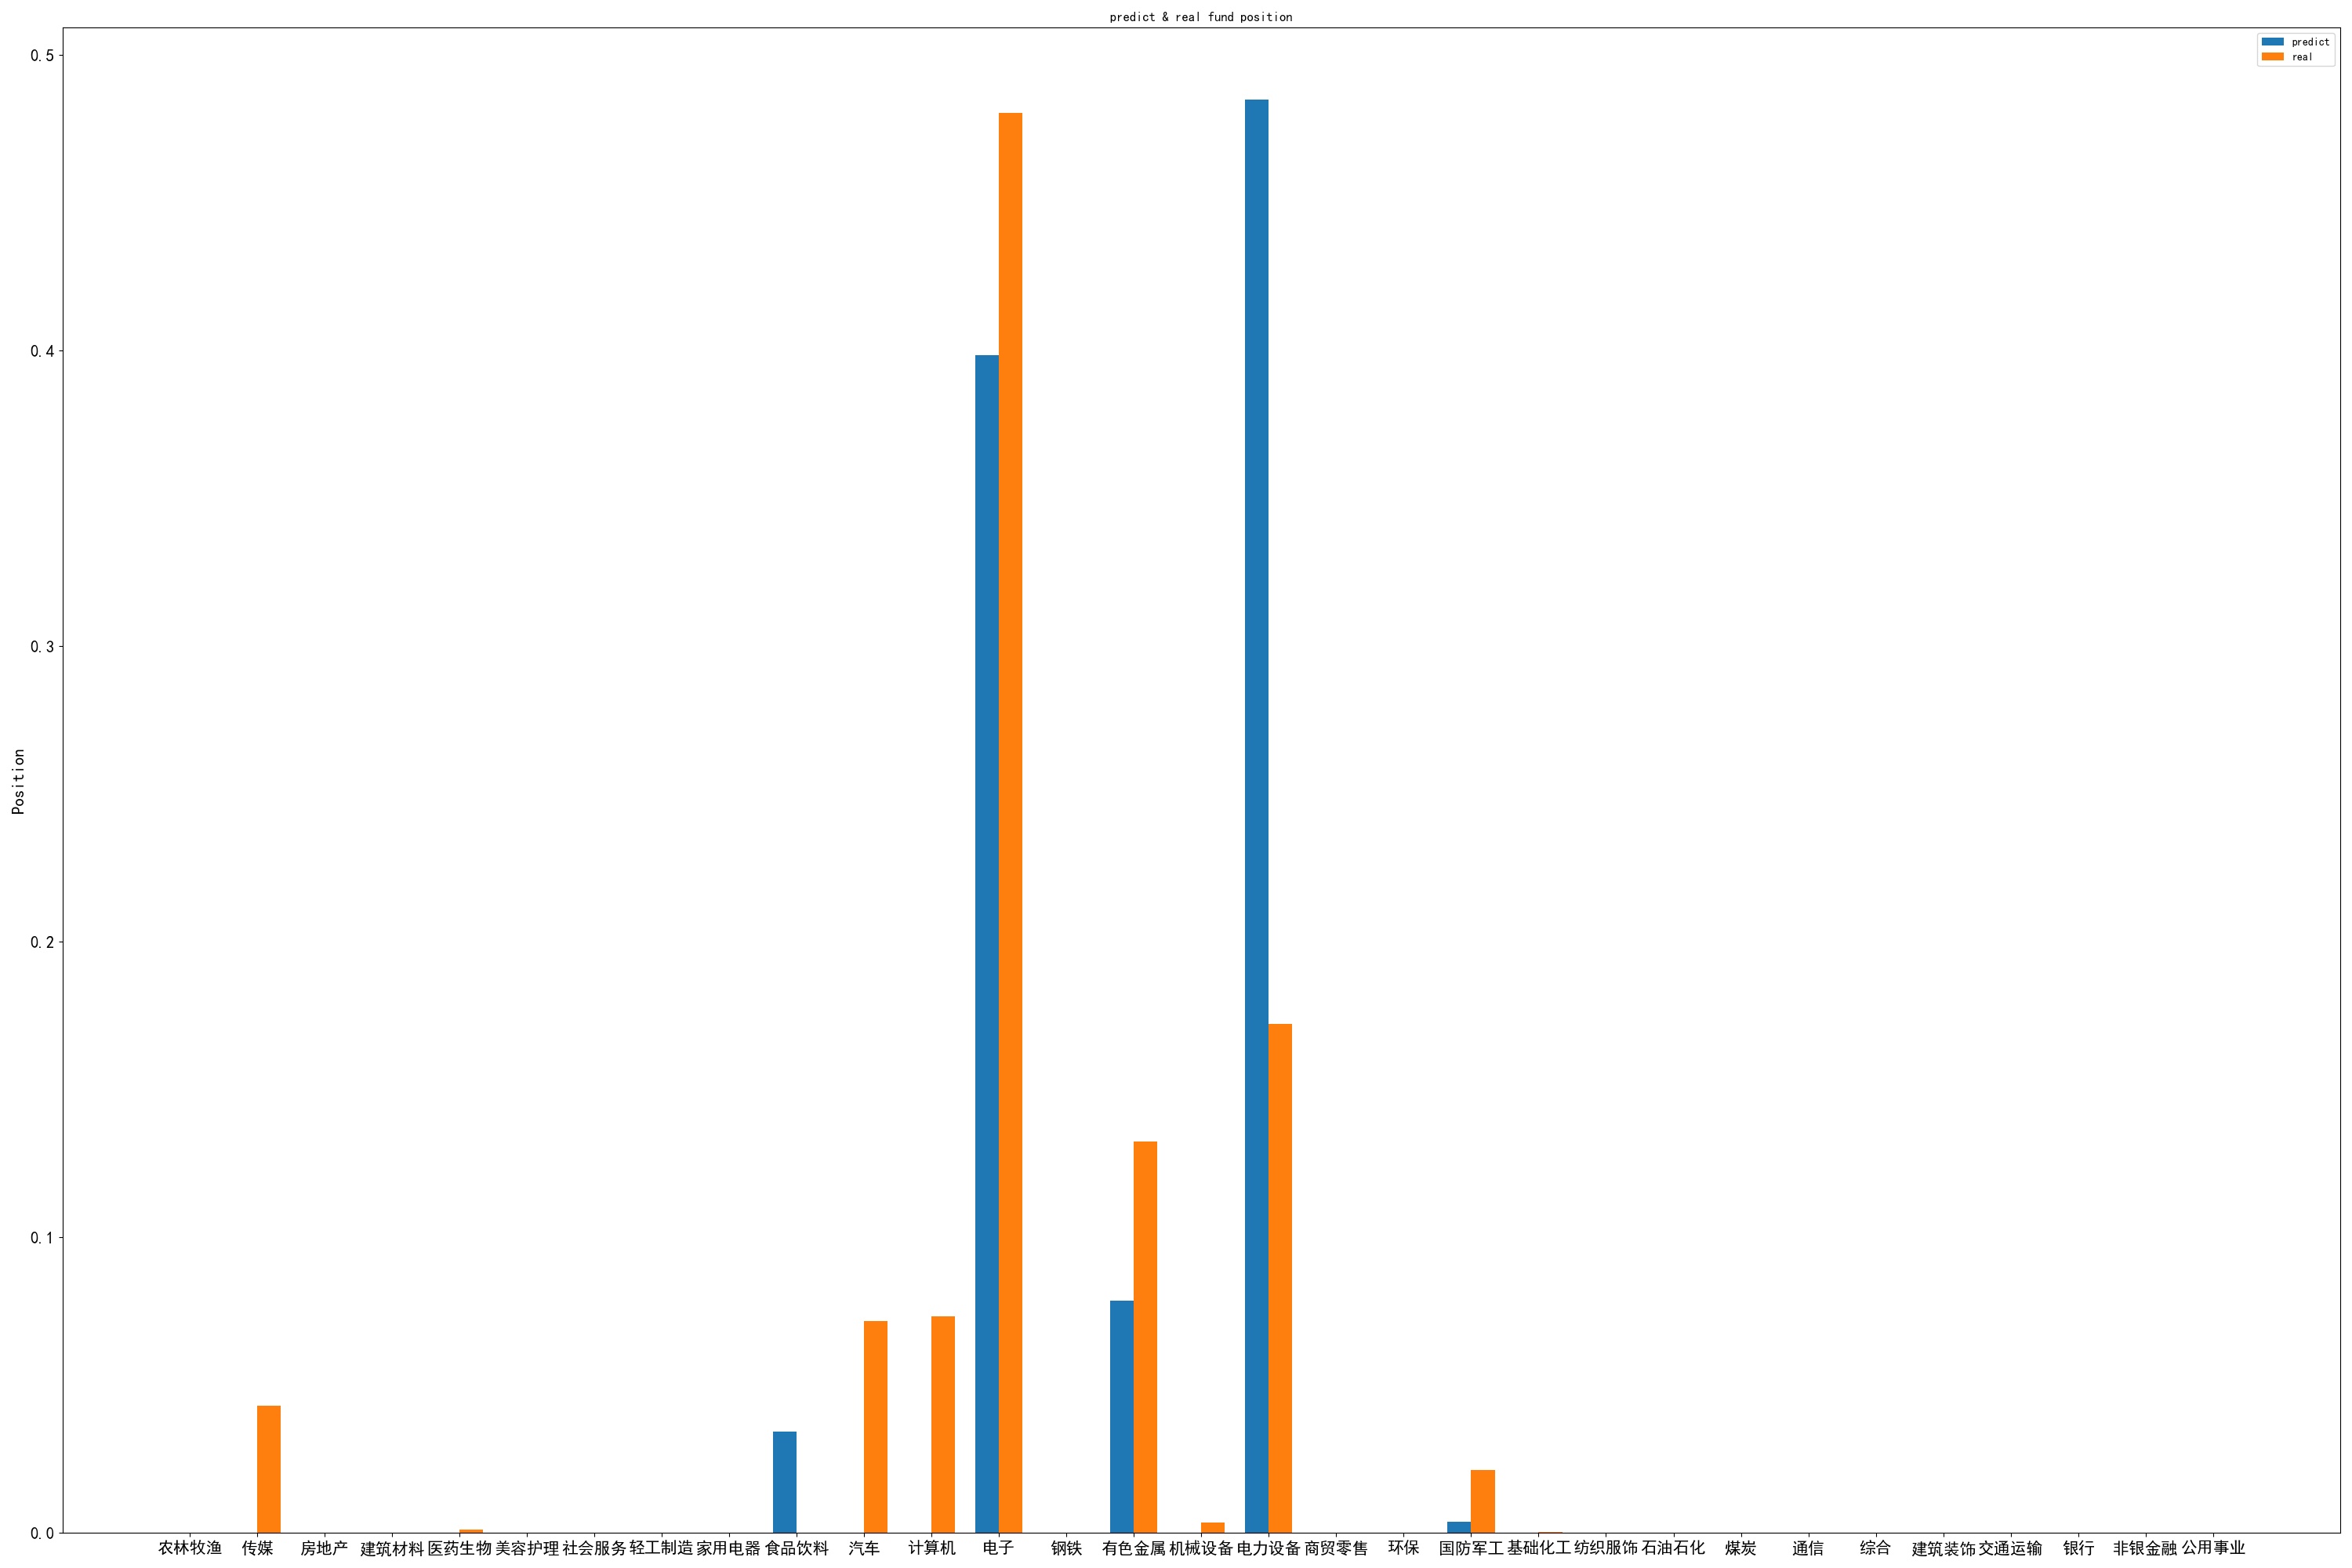 predict & real fund position
predict
real
0.5
0.4
0.3
0.2
0.1
0.0
Position
农林牧渔 传媒 房地产 建筑材料 医药生物 美容护理 社会服务 轻工制造 家用电器 食品饮料 汽车 计算机 电子 钢铁 有色金属 机械设备 电力设备 商贸零售 环保 国防军工 基础化工 纺织服饰 石油石化 煤炭 通信 综合 建筑装饰 交通运输 银行 非银金融 公用事业